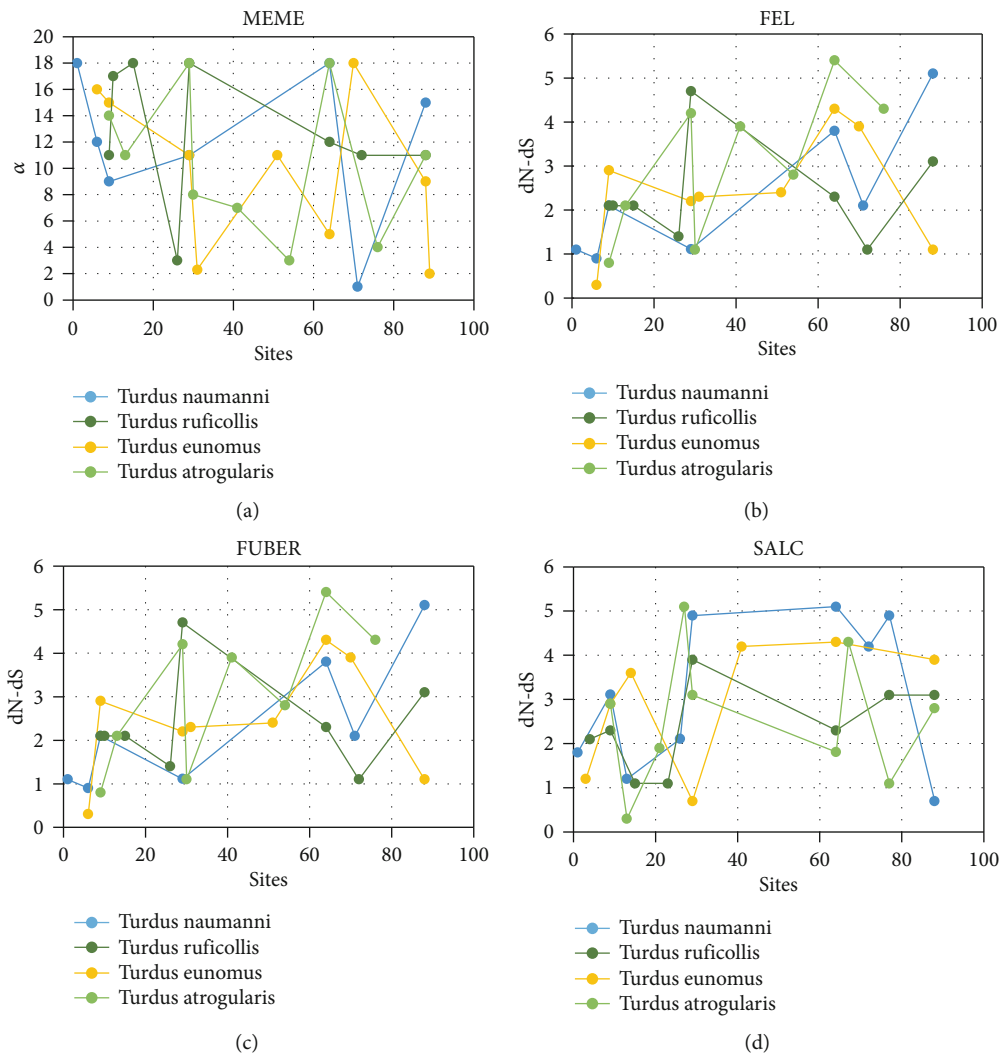 MEME
20
18
16
14
12
10
8
6
4
2
0
α
0 20 40 60 80 100
Sites
Turdus naumanni
Turdus ruficollis
Turdus eunomus
Turdus atrogularis
(a)
FEL
6
5
4
3
2
1
0
dN-dS
0 20 40 60 80 100
Sites
Turdus naumanni
Turdus ruficollis
Turdus eunomus
Turdus atrogularis
(b)
FUBER
6
5
4
3
2
1
0
dN-dS
0 20 40 60 80 100
Sites
Turdus naumanni
Turdus ruficollis
Turdus eunomus
Turdus atrogularis
(c)
SALC
6
5
4
3
2
1
0
dN-dS
0 20 40 60 80 100
Sites
Turdus naumanni
Turdus ruficollis
Turdus eunomus
Turdus atrogularis
(d)